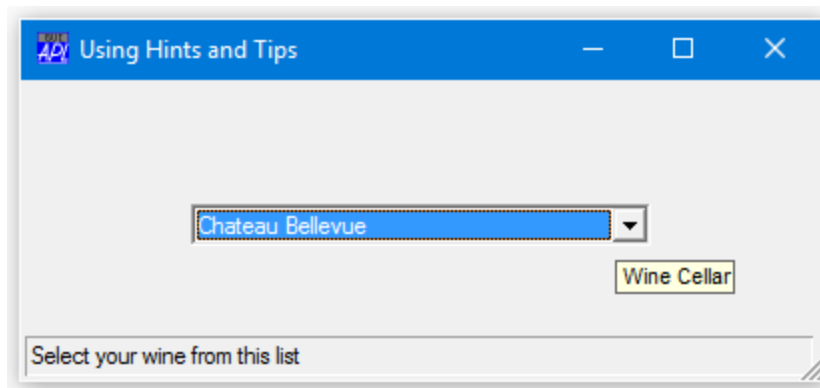 Using Hints and Tips
Chateau Bellevue
Wine Cellar
Select your wine from this list